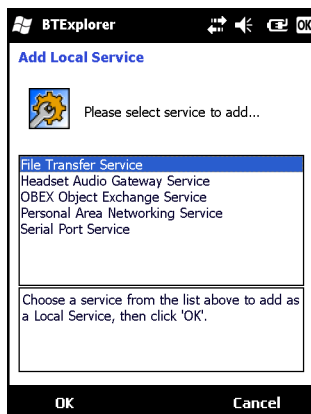 BTExplorer
OK
Add Local Service
Please select service to add...
File Transfer Service
Headset Audio Gateway Service
OBEX Object Exchange Service
Personal Area Networking Service
Serial Port Service
Choose a service from the list above to add as
a Local Service, then click 'OK'.
OK
Cancel